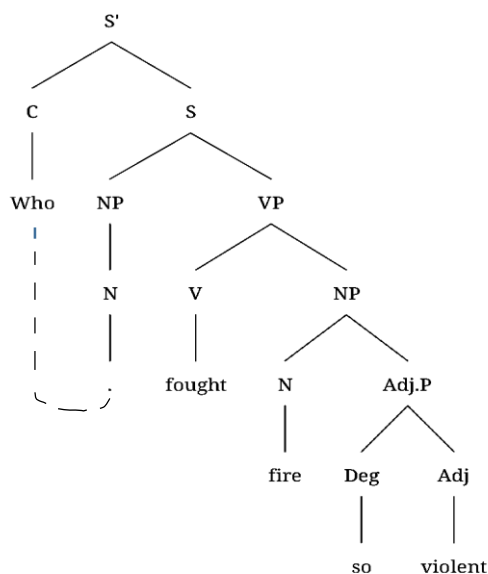 S'
C S
Who NP VP
N V NP
. fought N Adj.P
fire Deg Adj
so violent